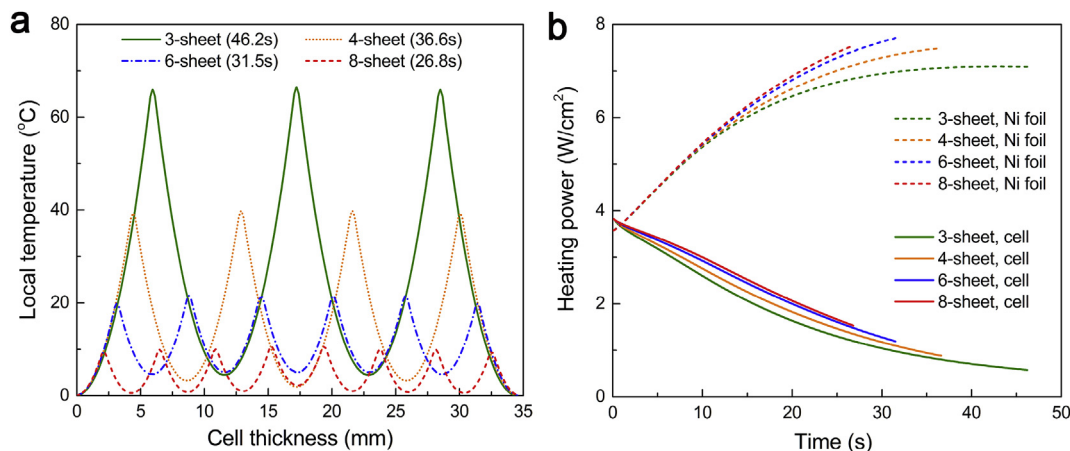 a
80
60
40
20
0
Local temperature (°C)
3-sheet (46.2s) 4-sheet (36.6s)
6-sheet (31.5s) 8-sheet (26.8s)
0 5 10 15 20 25 30 35
Cell thickness (mm)
b
8
6
4
2
0
Heating power (W/cm²)
3-sheet, Ni foil
4-sheet, Ni foil
6-sheet, Ni foil
8-sheet, Ni foil
3-sheet, cell
4-sheet, cell
6-sheet, cell
8-sheet, cell
0 10 20 30 40 50
Time (s)